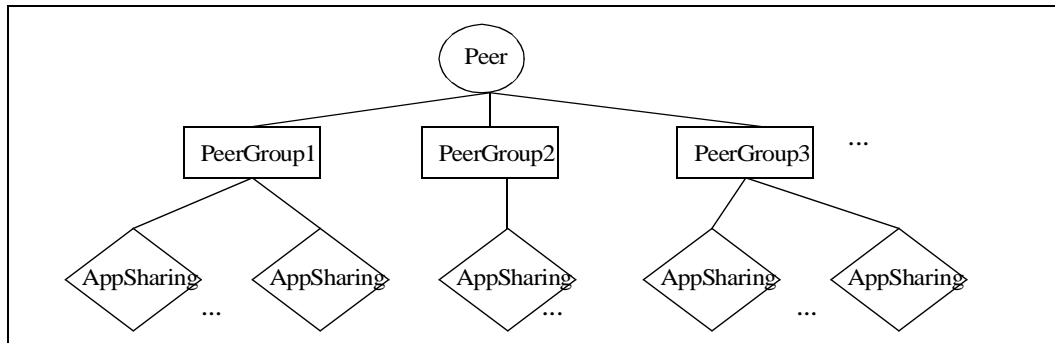 Peer
PeerGroup1
PeerGroup2
PeerGroup3
...
AppSharing
AppSharing
AppSharing
AppSharing
AppSharing
...
...
...